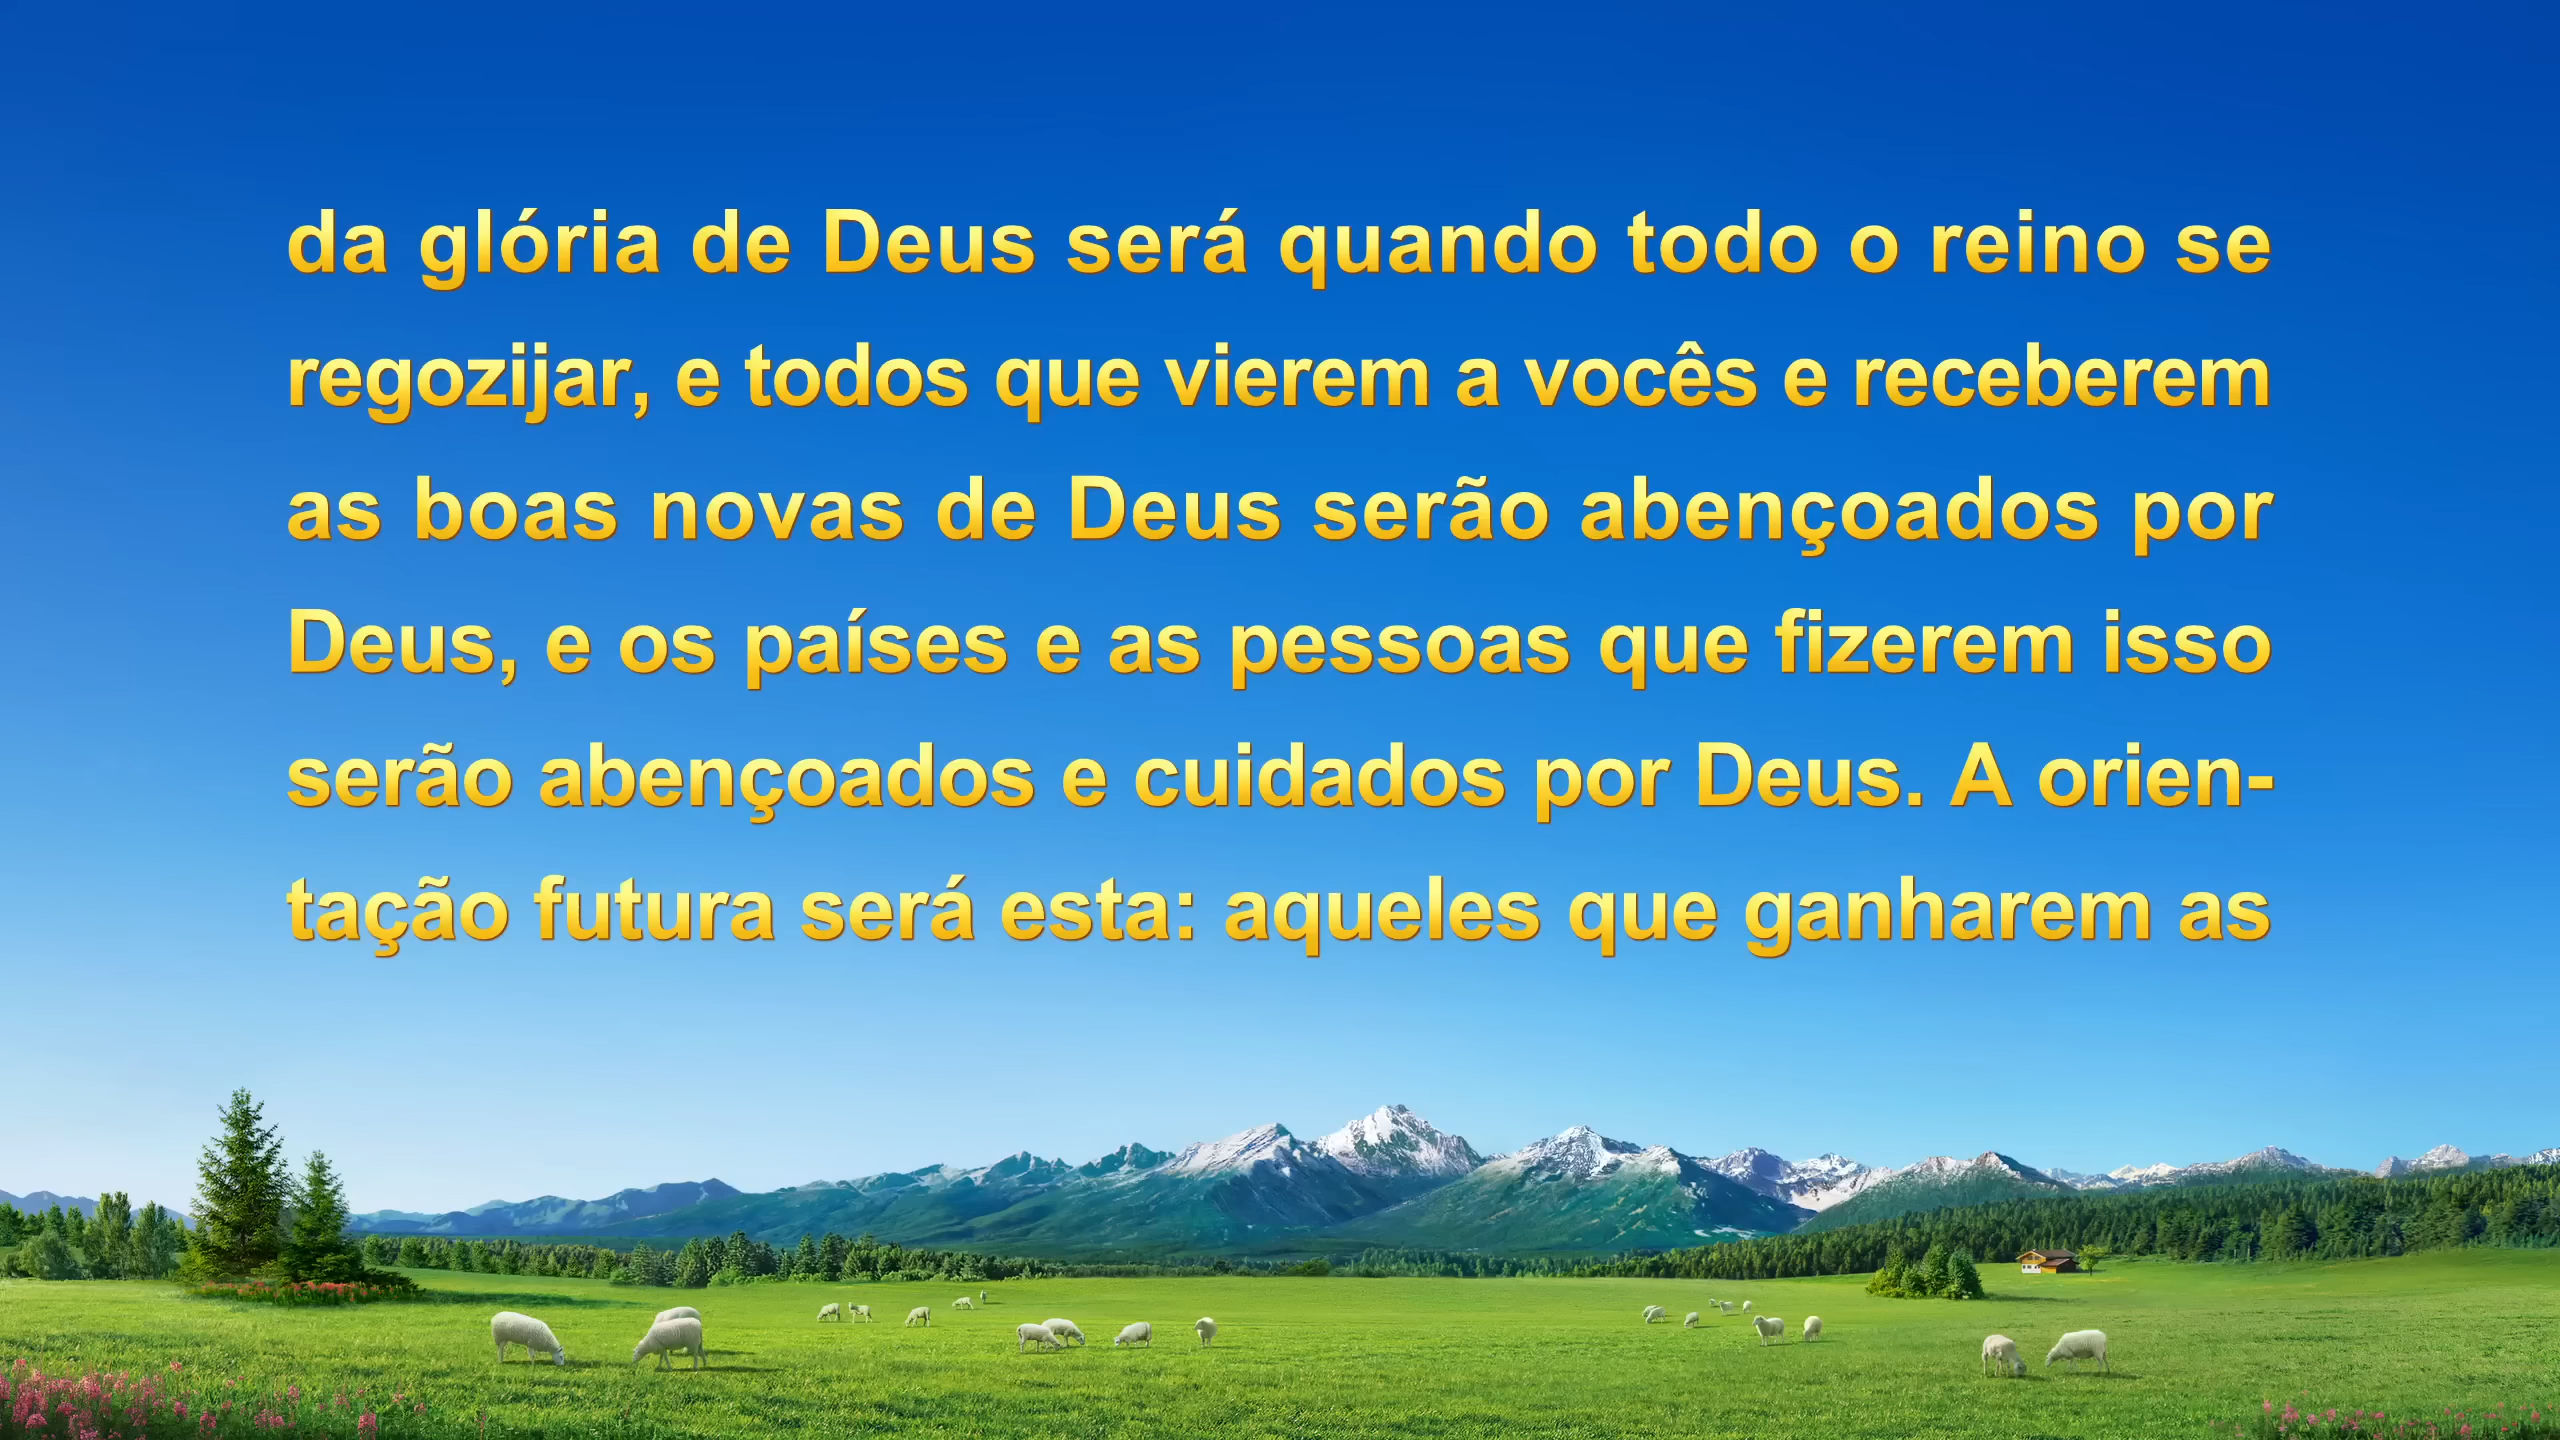 da glória de Deus será quando todo o reino se
regozijar, e todos que vierem a vocês e receberem
as boas novas de Deus serão abençoados por
Deus, e os países e as pessoas que fizerem isso
serão abençoados e cuidados por Deus. A orien-
tação futura será esta: aqueles que ganharem as